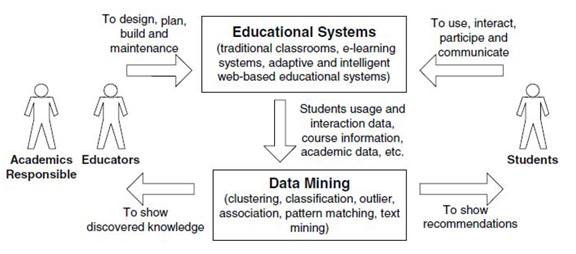 To design, plan,
build and
maintenance
Educational Systems
(traditional classrooms, e-learning
systems, adaptive and intelligent
web-based educational systems)
To use, interact,
participe and
communicate
Students usage and
interaction data,
course information,
academic data, etc.
Academics
Responsible
Educators
Students
Data Mining
(clustering, classification, outlier,
association, pattern matching, text
mining)
To show
discovered knowledge
To show
recommendations